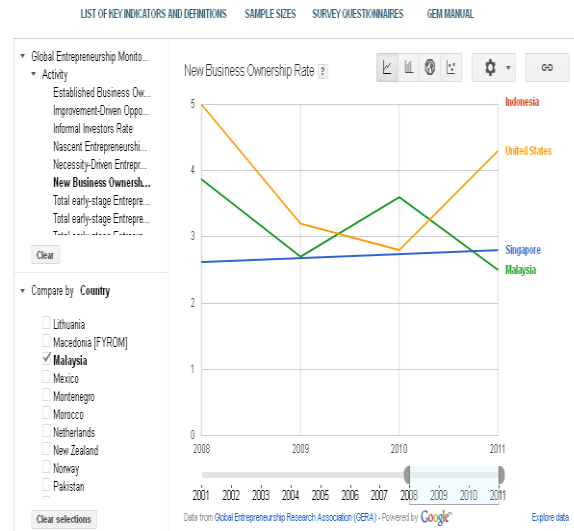 LIST OF KEY INDICATORS AND DEFINITIONS SAMPLE SIZES SURVEY QUESTIONNAIRES GEM MANUAL
Global Entrepreneurship Monito...
Activity
Established Business Ow...
Improvement-Driven Oppo...
Informal Investors Rate
Nascent Entrepreneurshi...
Necessity-Driven Entrepr...
New Business Ownersh...
Total early-stage Entrepre...
Total early-stage Entrepre...
Total early-stage Entrepre...
Clear
Compare by Country
Lithuania
Macedonia [FYROM]
Malaysia
Mexico
Montenegro
Morocco
Netherlands
New Zealand
Norway
Pakistan
Clear selections
New Business Ownership Rate ?
5
4
3
2
1
0
Indonesia
United States
Singapore
Malaysia
2008 2009 2010 2011
2001 2002 2003 2004 2005 2006 2007 2008 2009 2010 2011
Data from Global Entrepreneurship Research Association (GERA) - Powered by Google Explore data